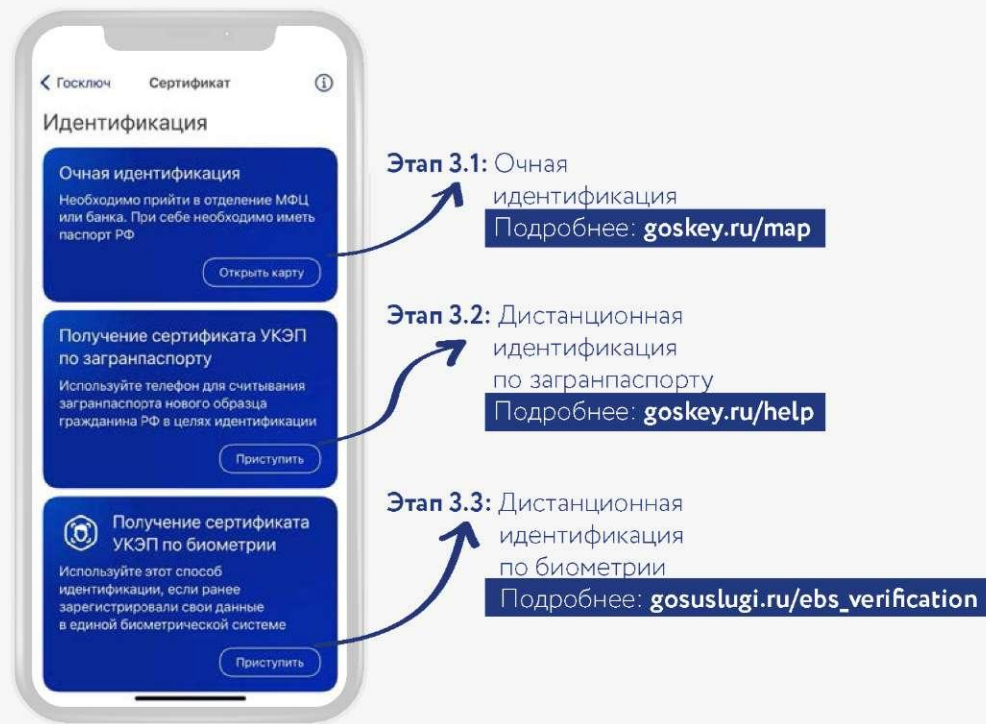 Госключ
Сертификат
Идентификация
Очная идентификация
Необходимо прийти в отделение МФЦ
или банка. При себе необходимо иметь
паспорт РФ
Открыть карту
Получение сертификата УКЭП
по загранпаспорту
Используйте телефон для считывания
загранпаспорта нового образца
гражданина РФ в целях идентификации
Приступить
Получение сертификата
УКЭП по биометрии
Используйте этот способ
идентификации, если ранее
зарегистрировали свои данные
в единой биометрической системе
Приступить
Этап 3.1: Очная
идентификация
Подробнее: goskey.ru/map
Этап 3.2: Дистанционная
идентификация
по загранпаспорту
Подробнее: goskey.ru/help
Этап 3.3: Дистанционная
идентификация
по биометрии
Подробнее: gosuslugi.ru/ebs_verification